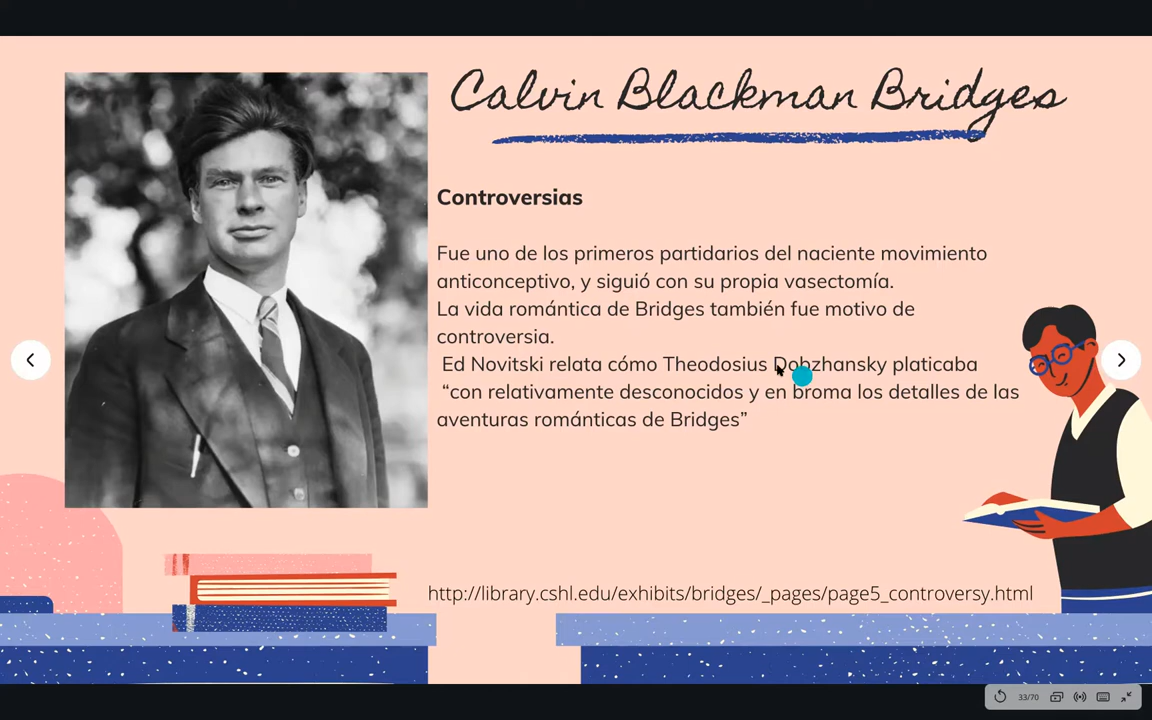 Calvin Blackman Bridges
Controversias
Fue uno de los primeros partidarios del naciente movimiento
anticonceptivo, y siguió con su propia vasectomía.
La vida romántica de Bridges también fue motivo de
controversia.
Ed Novitski relata cómo Theodosius Dobzhansky platicaba
“con relativamente desconocidos y en broma los detalles de las
aventuras románticas de Bridges”
http://library.cshl.edu/exhibits/bridges/_pages/page5_controversy.html
33/70